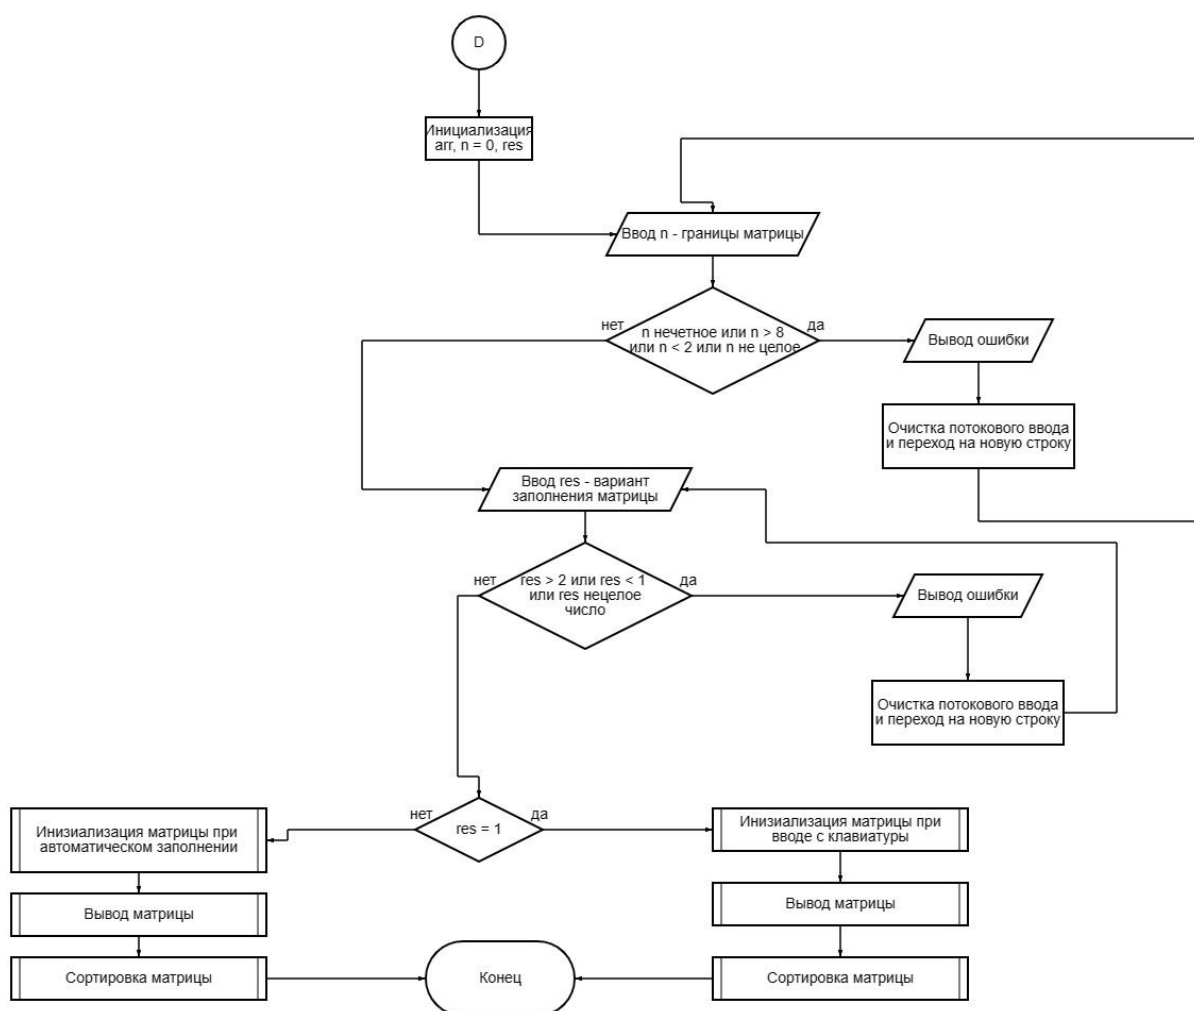 D
Инициализация
arr, n = 0, res
Ввод n - границы матрицы
нет
n нечетное или n > 8
или n < 2 или n не целое
да
Вывод ошибки
Очистка потокового ввода
и переход на новую строку
Ввод res - вариант
заполнения матрицы
нет
res > 2 или res < 1
или res нецелое
число
да
Вывод ошибки
Очистка потокового ввода
и переход на новую строку
нет
res = 1
да
Инизиализация матрицы при
автоматическом заполнении
Инизиализация матрицы при
вводе с клавиатуры
Вывод матрицы
Вывод матрицы
Сортировка матрицы
Конец
Сортировка матрицы